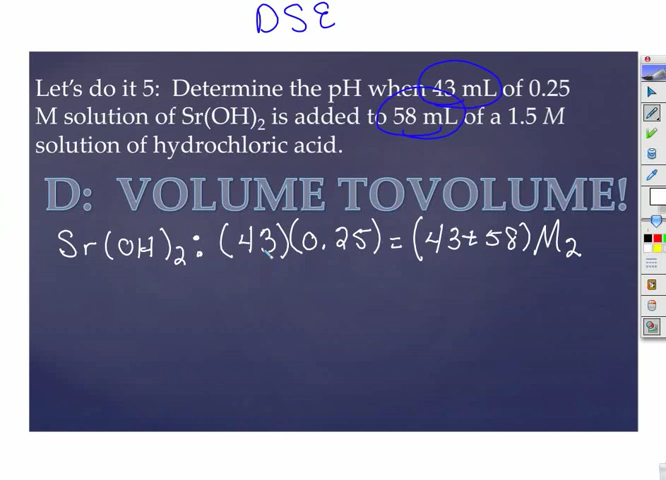 DSE
Let's do it 5: Determine the pH when 43 mL of 0.25
M solution of Sr(OH)₂ is added to 58 mL of a 1.5 M
solution of hydrochloric acid.
D: VOLUME TOVOLUME!
Sr(OH)₂: (43)(0.25) = (43+58)M₂